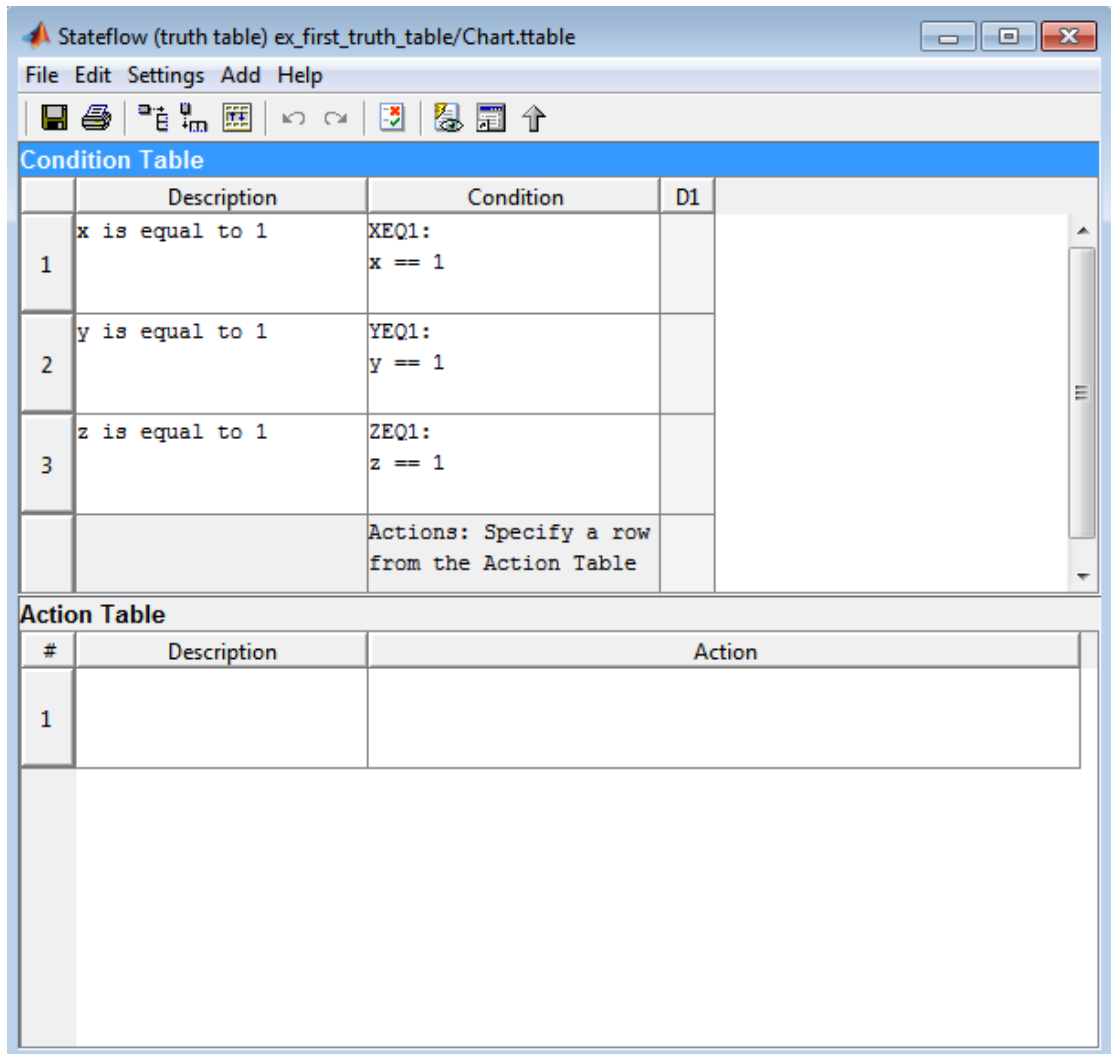 Stateflow (truth table) ex_first_truth_table/Chart.ttable
File Edit Settings Add Help
Condition Table
Description Condition D1
x is equal to 1 XEQ1:
1 x == 1
y is equal to 1 YEQ1:
2 y == 1
z is equal to 1 ZEQ1:
3 z == 1
Actions: Specify a row
from the Action Table
Action Table
# Description Action
1